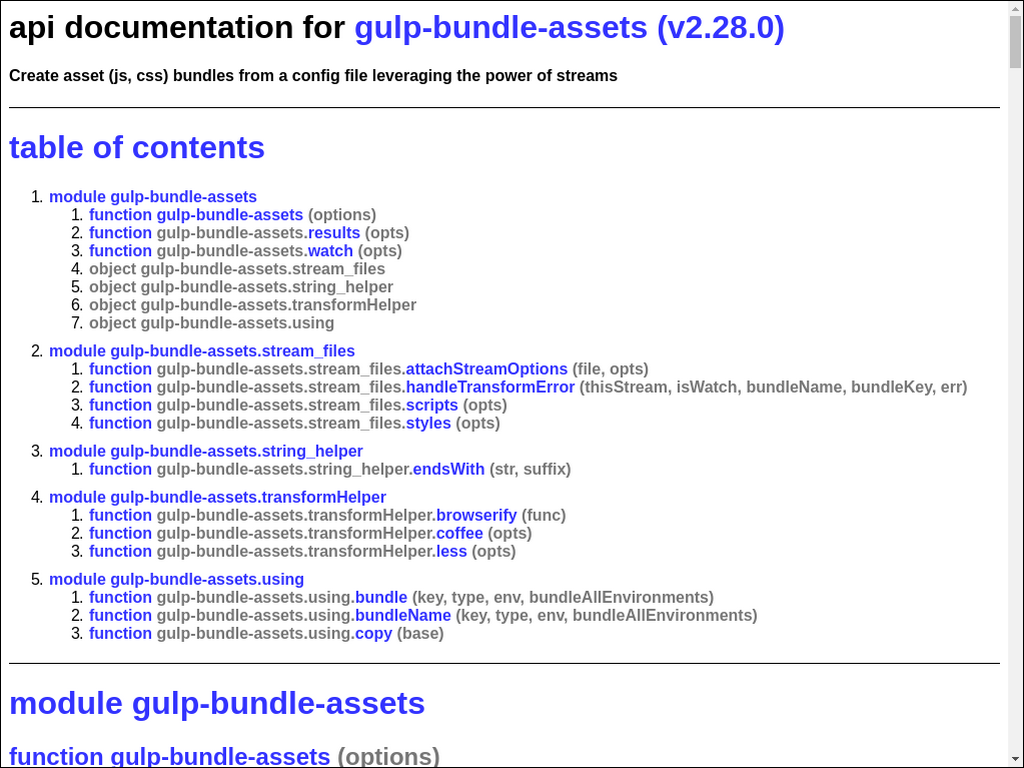 api documentation for gulp-bundle-assets (v2.28.0)
Create asset (js, css) bundles from a config file leveraging the power of streams
table of contents
1. module gulp-bundle-assets
1. function gulp-bundle-assets (options)
2. function gulp-bundle-assets.results (opts)
3. function gulp-bundle-assets.watch (opts)
4. object gulp-bundle-assets.stream_files
5. object gulp-bundle-assets.string_helper
6. object gulp-bundle-assets.transformHelper
7. object gulp-bundle-assets.using
2. module gulp-bundle-assets.stream_files
1. function gulp-bundle-assets.stream_files.attachStreamOptions (file, opts)
2. function gulp-bundle-assets.stream_files.handleTransformError (thisStream, isWatch, bundleName, bundleKey, err)
3. function gulp-bundle-assets.stream_files.scripts (opts)
4. function gulp-bundle-assets.stream_files.styles (opts)
3. module gulp-bundle-assets.string_helper
1. function gulp-bundle-assets.string_helper.endsWith (str, suffix)
4. module gulp-bundle-assets.transformHelper
1. function gulp-bundle-assets.transformHelper.browserify (func)
2. function gulp-bundle-assets.transformHelper.coffee (opts)
3. function gulp-bundle-assets.transformHelper.less (opts)
5. module gulp-bundle-assets.using
1. function gulp-bundle-assets.using.bundle (key, type, env, bundleAllEnvironments)
2. function gulp-bundle-assets.using.bundleName (key, type, env, bundleAllEnvironments)
3. function gulp-bundle-assets.using.copy (base)
module gulp-bundle-assets
function gulp-bundle-assets (options)